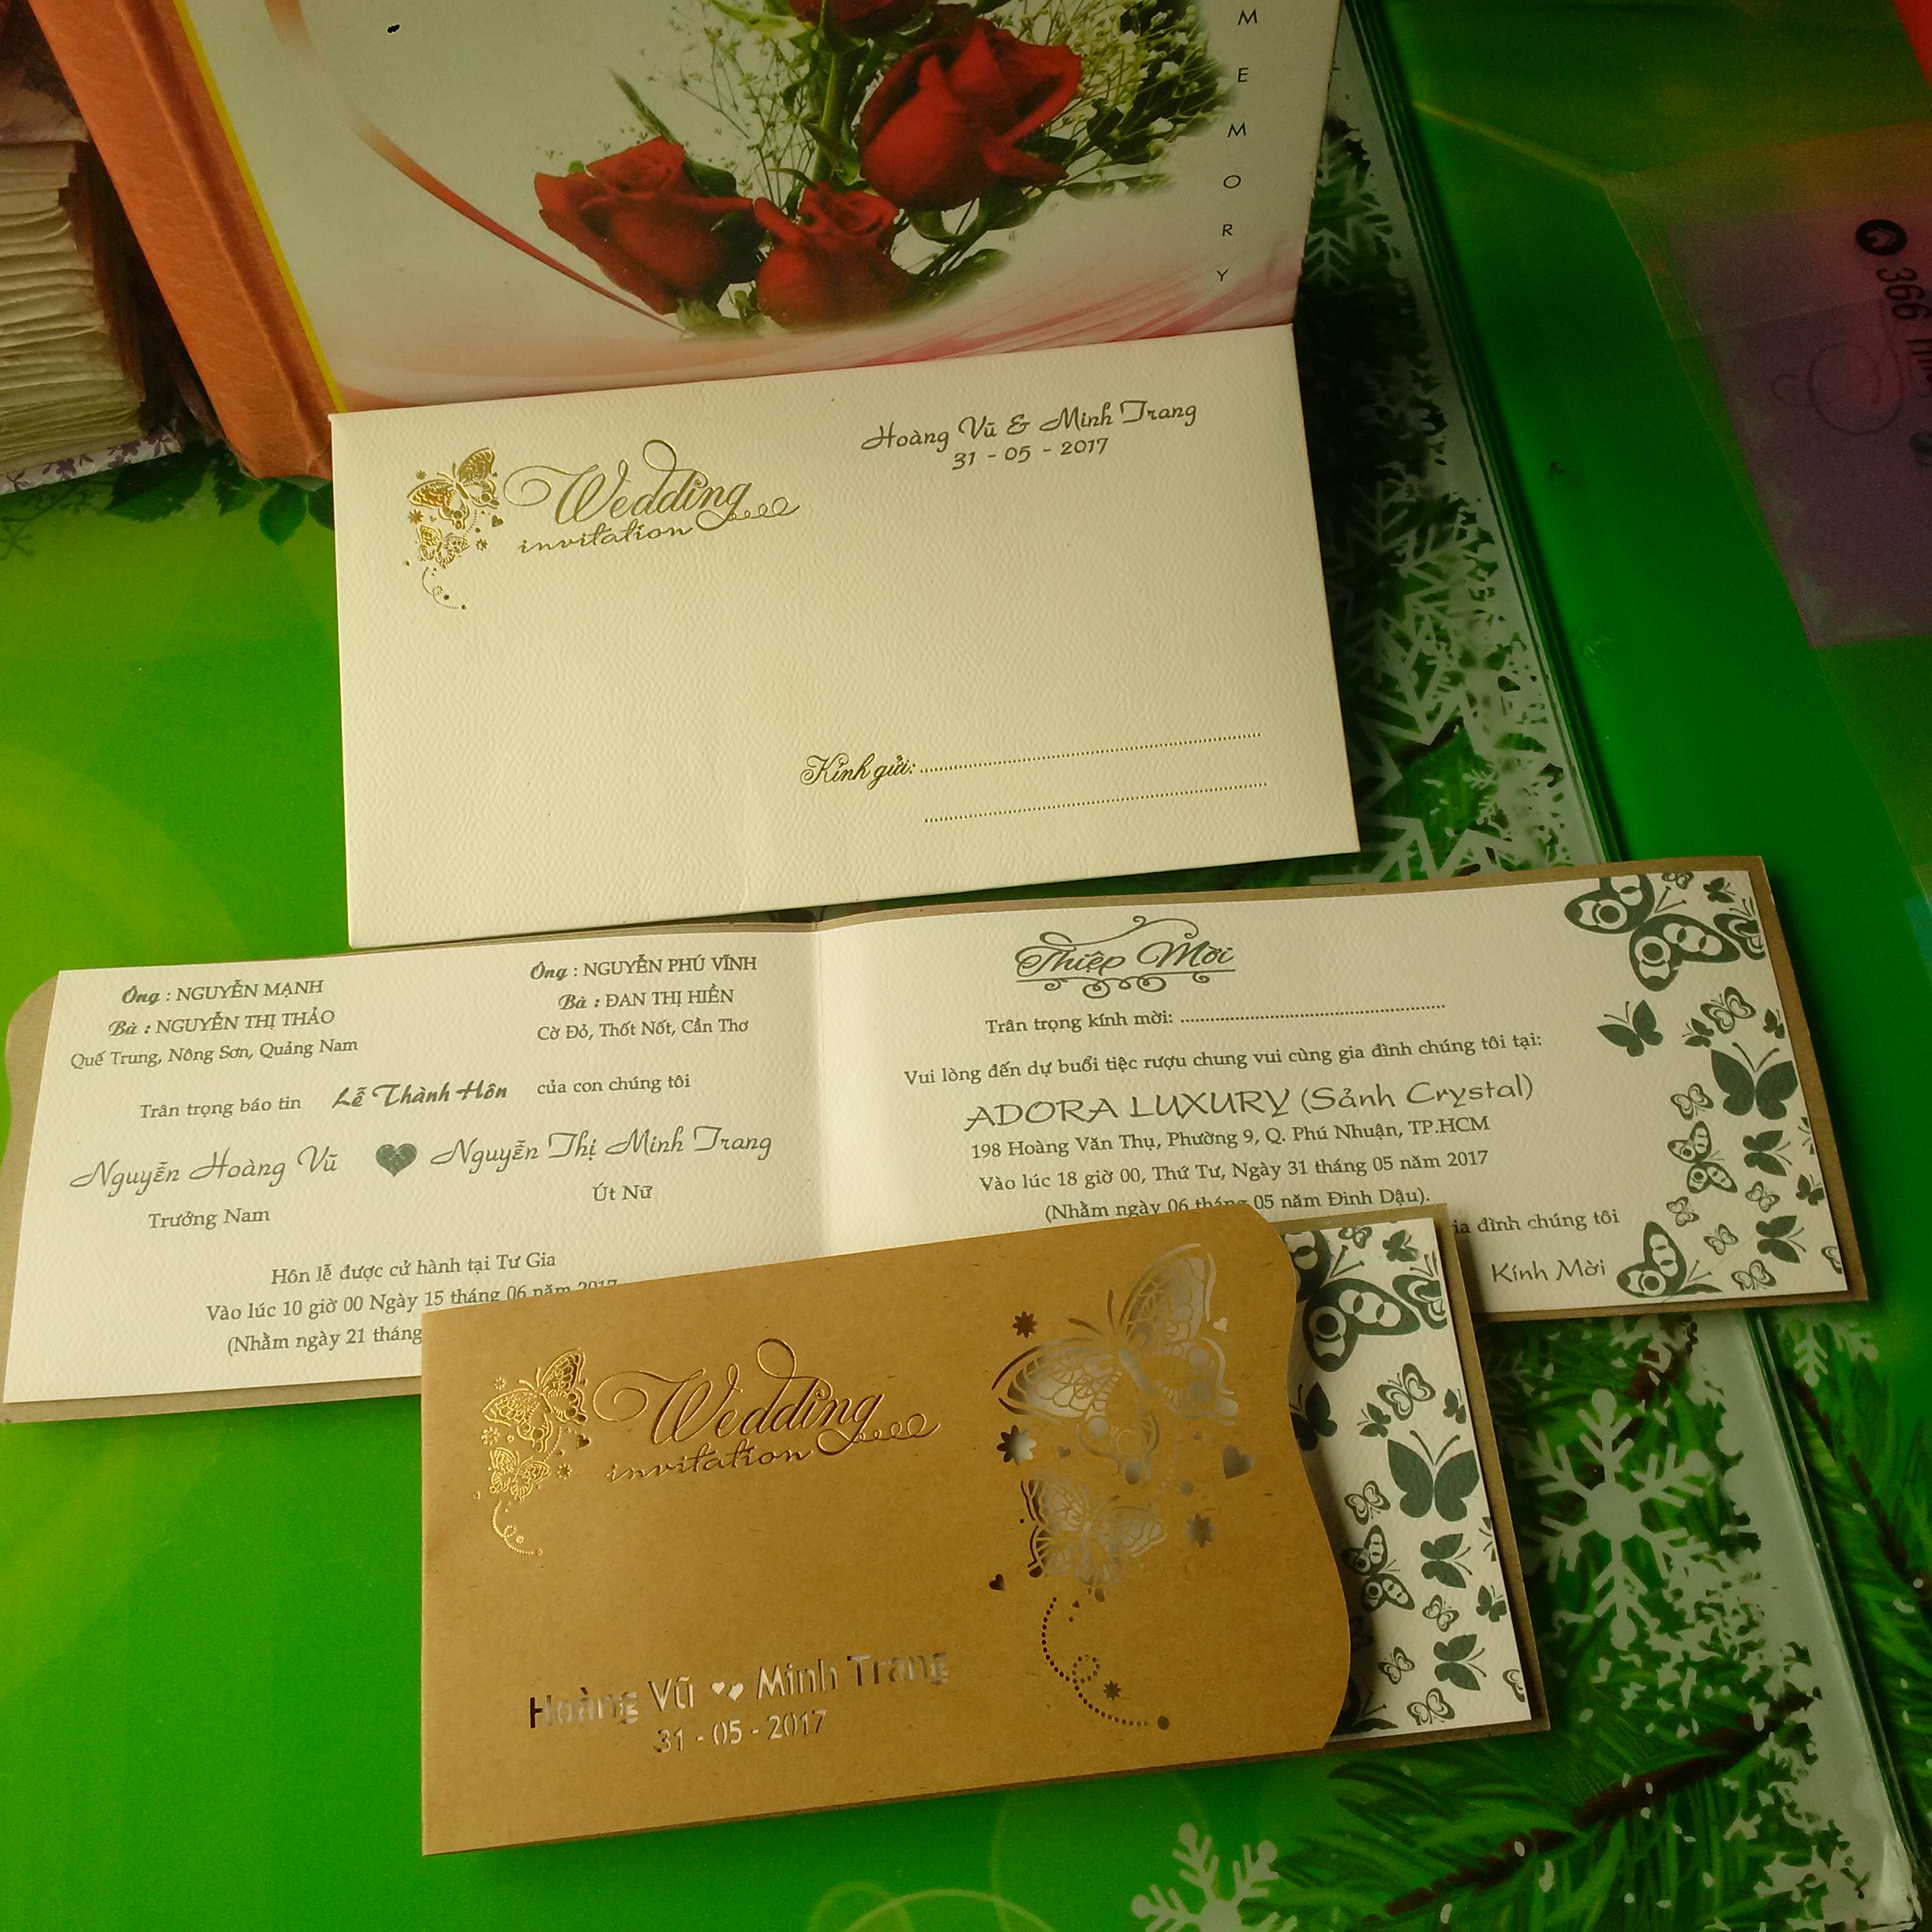 MEMORY
366
Wedding
invitation
Hoàng Vũ & Minh Trang
31 - 05 - 2017
Kính gửi:
Ông : NGUYỄN MẠNH
Bà : NGUYỄN THỊ THẢO
Quế Trung, Nông Sơn, Quảng Nam
Ông : NGUYỄN PHÚ VĨNH
Bà : ĐAN THỊ HIỀN
Cờ Đỏ, Thốt Nốt, Cần Thơ
Trân trọng báo tin Lễ Thành Hôn của con chúng tôi
Nguyễn Hoàng Vũ Nguyễn Thị Minh Trang
Trưởng Nam Út Nữ
Hôn lễ được cử hành tại Tư Gia
Vào lúc 10 giờ 00 Ngày 15 tháng 06 năm 2017
(Nhằm ngày 21 tháng
Thiệp Mời
Trân trọng kính mời:
Vui lòng đến dự buổi tiệc rượu chung vui cùng gia đình chúng tôi tại:
ADORA LUXURY (Sảnh Crystal)
198 Hoàng Văn Thụ, Phường 9, Q. Phú Nhuận, TP.HCM
Vào lúc 18 giờ 00, Thứ Tư, Ngày 31 tháng 05 năm 2017
(Nhằm ngày 06 tháng 05 năm Đinh Dậu).
đình chúng tôi
Kính Mời
Wedding
invitation
Hoàng Vũ Minh Trang
31 - 05 - 2017